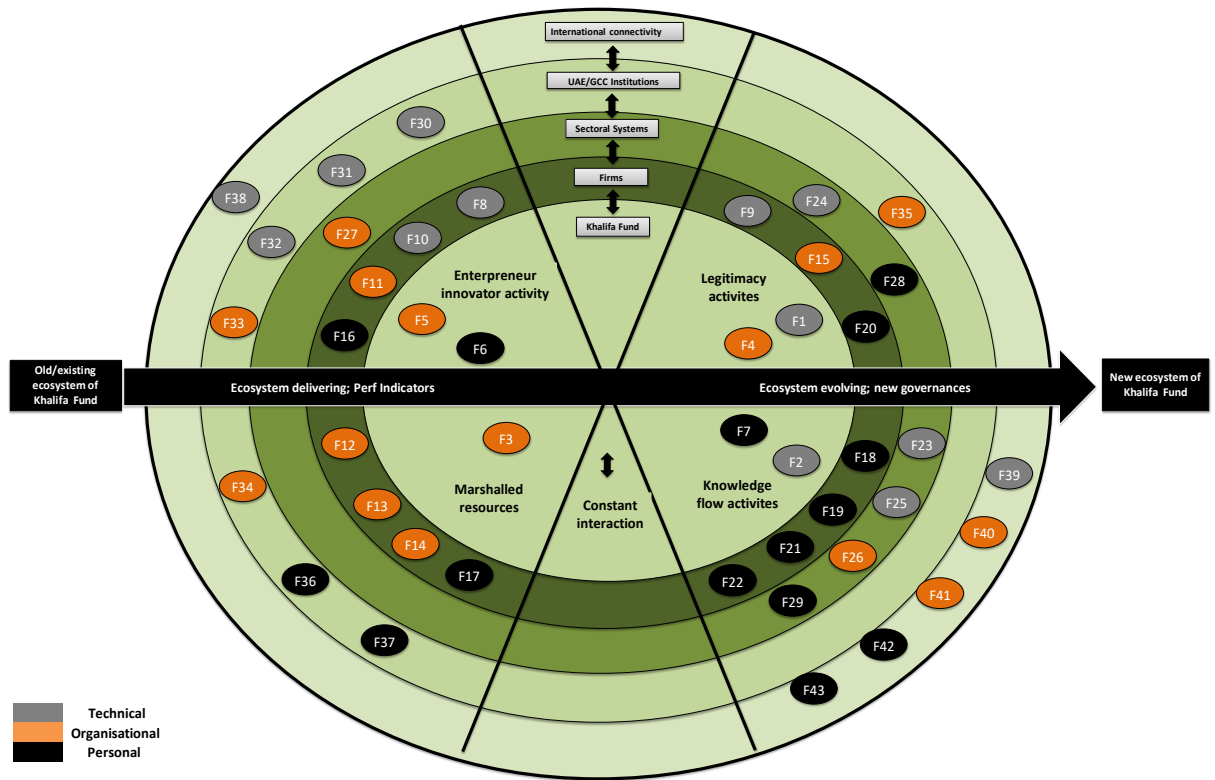 International connectivity
UAE/GCC Institutions
Sectoral Systems
Firms
Khalifa Fund
F30
F31
F38
F32
F8
F27
F10
F11
F33
F16
F5
F6
Enterpreneur
innovator activity
F9
F24
F35
F15
F28
Legitimacy
activites
F1
F20
F4
Old/existing
ecosystem of
Khalifa Fund
Ecosystem delivering; Perf Indicators
Ecosystem evolving; new governances
New ecosystem of
Khalifa Fund
F12
F3
F34
F13
F14
F17
F36
F37
Marshalled
resources
Constant
interaction
F7
F2
F18
F23
F39
Knowledge
flow activites
F19
F25
F21
F26
F40
F22
F29
F41
F42
F43
Technical
Organisational
Personal